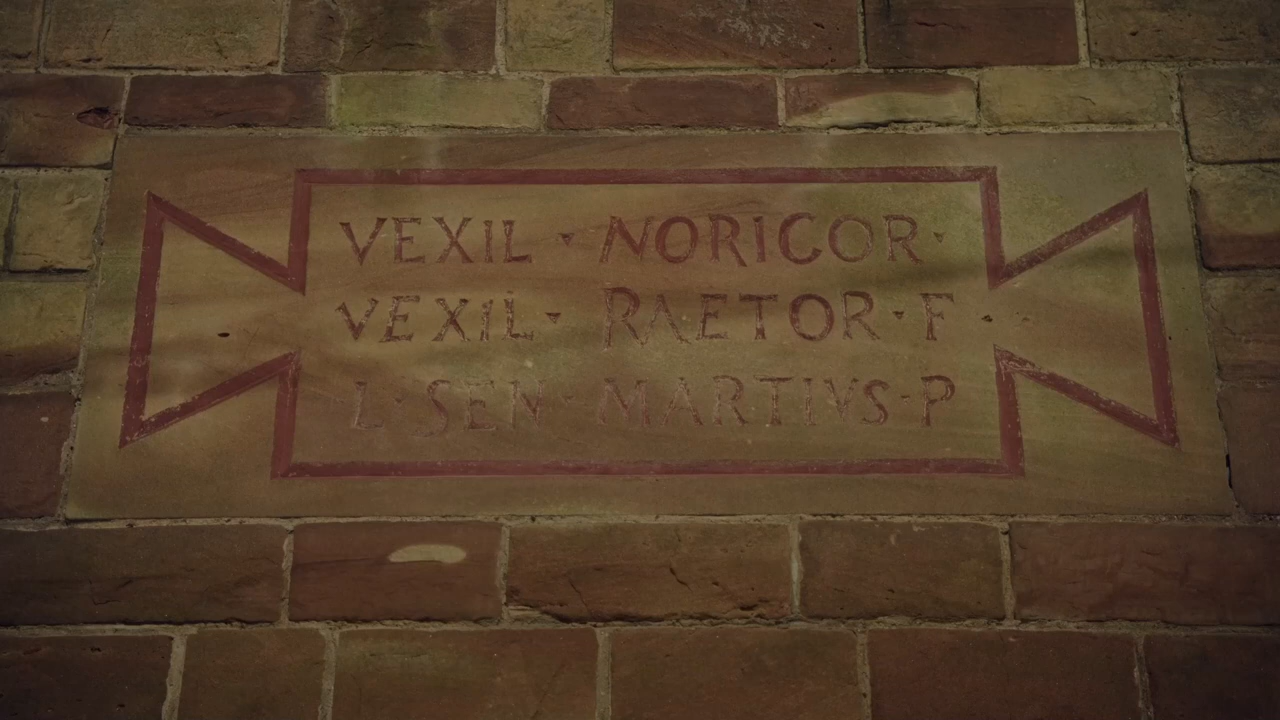 VEXIL · NORICOR ·
VEXIL · RAETOR · F ·
L · SEN · MARTIVS · P